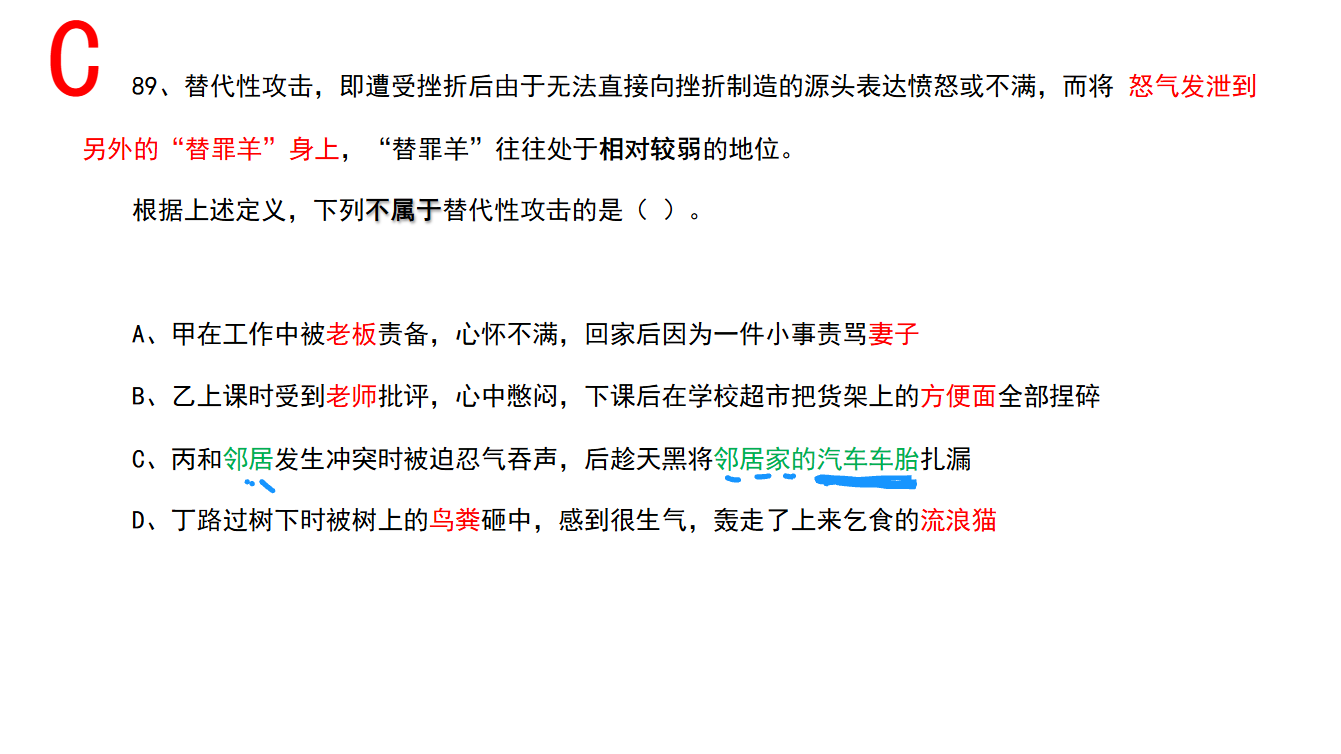 C
89、替代性攻击，即遭受挫折后由于无法直接向挫折制造的源头表达愤怒或不满，而将 怒气发泄到
另外的“替罪羊”身上，“替罪羊”往往处于相对较弱的地位。
根据上述定义，下列不属于替代性攻击的是（ ）。
A、甲在工作中被老板责备，心怀不满，回家后因为一件小事责骂妻子
B、乙上课时受到老师批评，心中憋闷，下课后在学校超市把货架上的方便面全部捏碎
C、丙和邻居发生冲突时被迫忍气吞声，后趁天黑将邻居家的汽车车胎扎漏
D、丁路过树下时被树上的鸟粪砸中，感到很生气，轰走了上来乞食的流浪猫